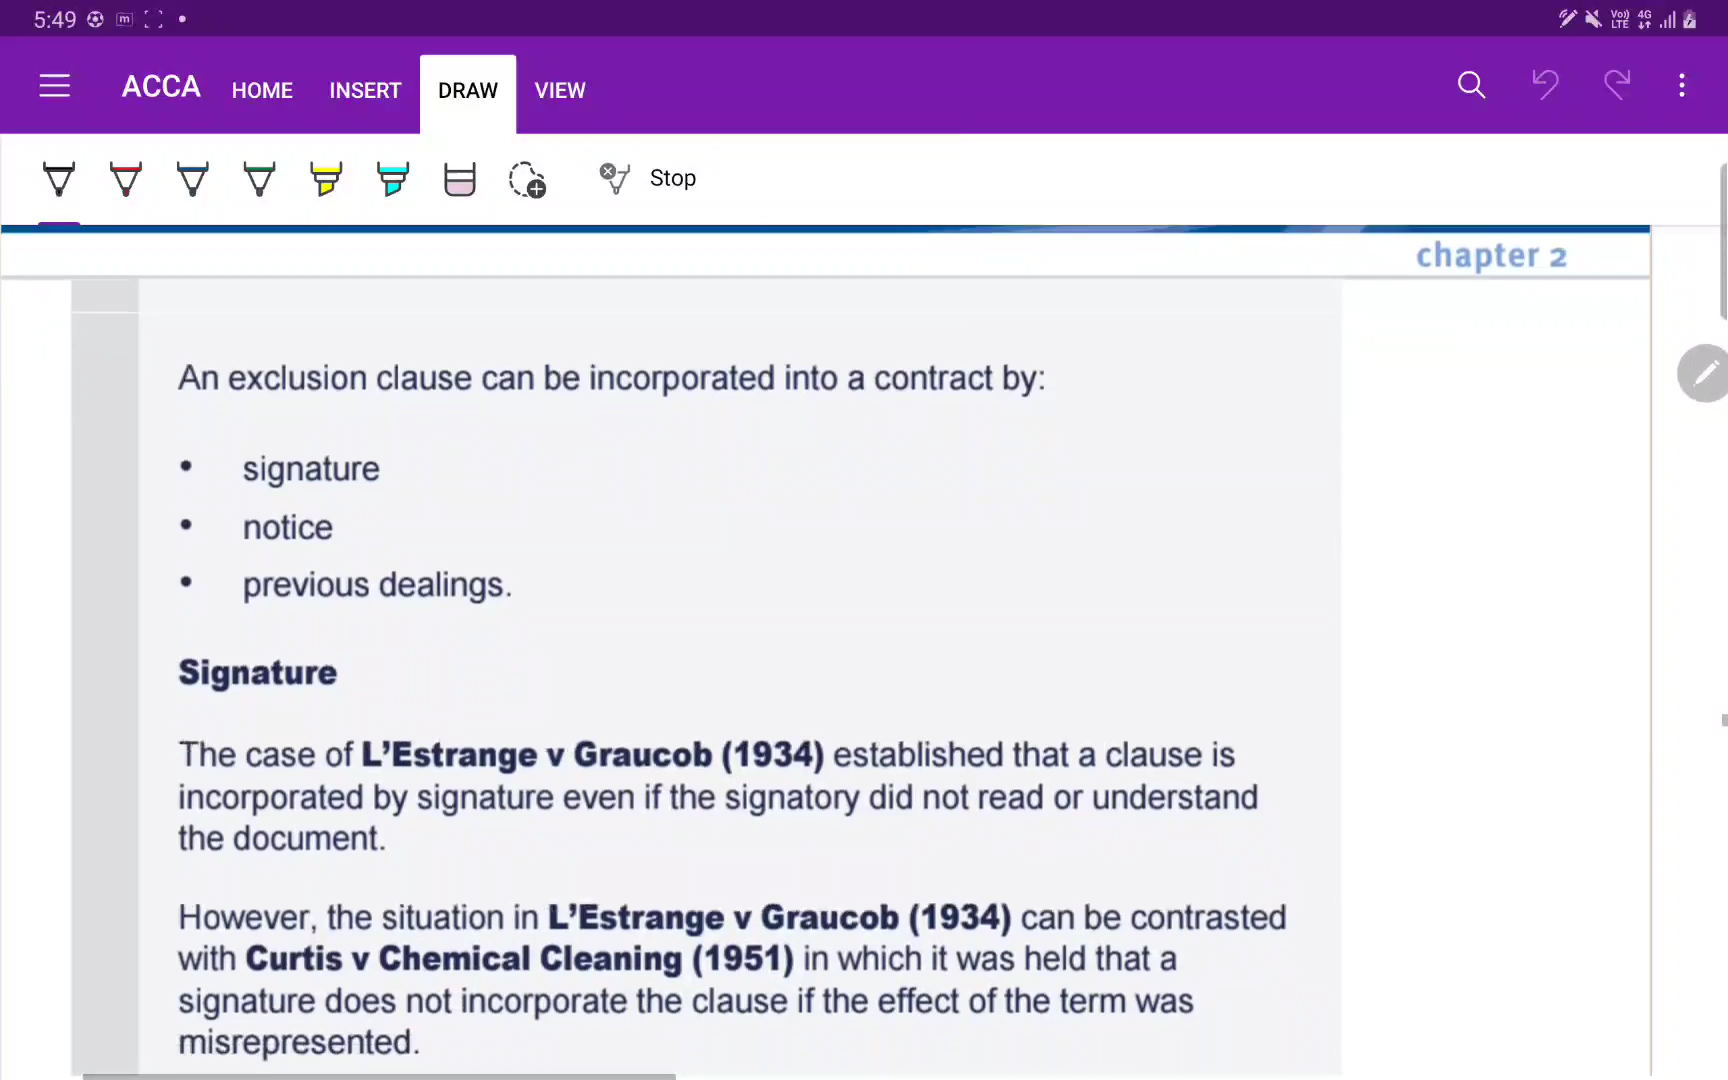 5:49
Vo)) LTE 4G
ACCA HOME INSERT DRAW VIEW
Stop
chapter 2
An exclusion clause can be incorporated into a contract by:
• signature
• notice
• previous dealings.
Signature
The case of L’Estrange v Graucob (1934) established that a clause is
incorporated by signature even if the signatory did not read or understand
the document.
However, the situation in L’Estrange v Graucob (1934) can be contrasted
with Curtis v Chemical Cleaning (1951) in which it was held that a
signature does not incorporate the clause if the effect of the term was
misrepresented.